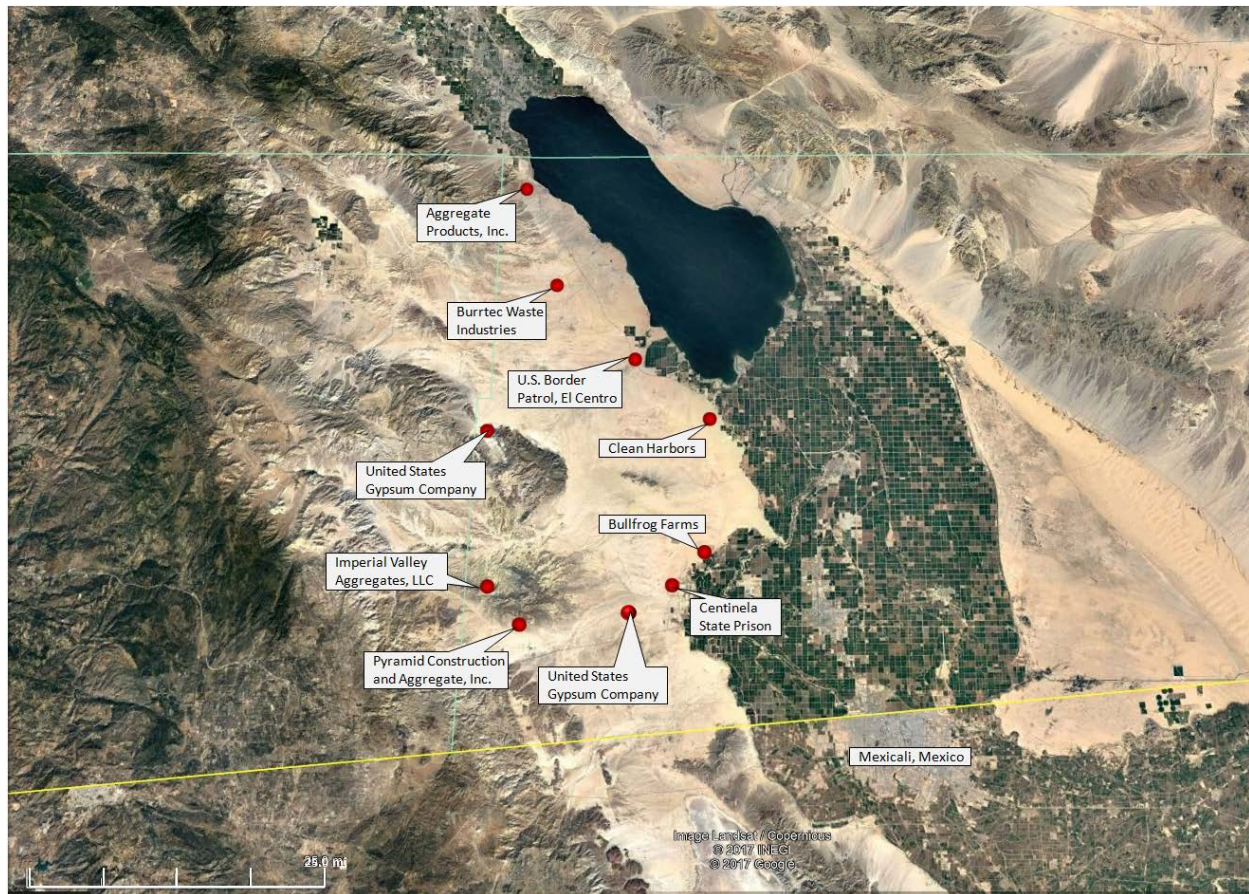 Aggregate
Products, Inc.
Burrtec Waste
Industries
U.S. Border
Patrol, El Centro
Clean Harbors
United States
Gypsum Company
Bullfrog Farms
Imperial Valley
Aggregates, LLC
Centinela
State Prison
Pyramid Construction
and Aggregate, Inc.
United States
Gypsum Company
Mexicali, Mexico
Image Landsat / Copernicus
© 2017 INEGI
© 2017 Google
25.0 mi